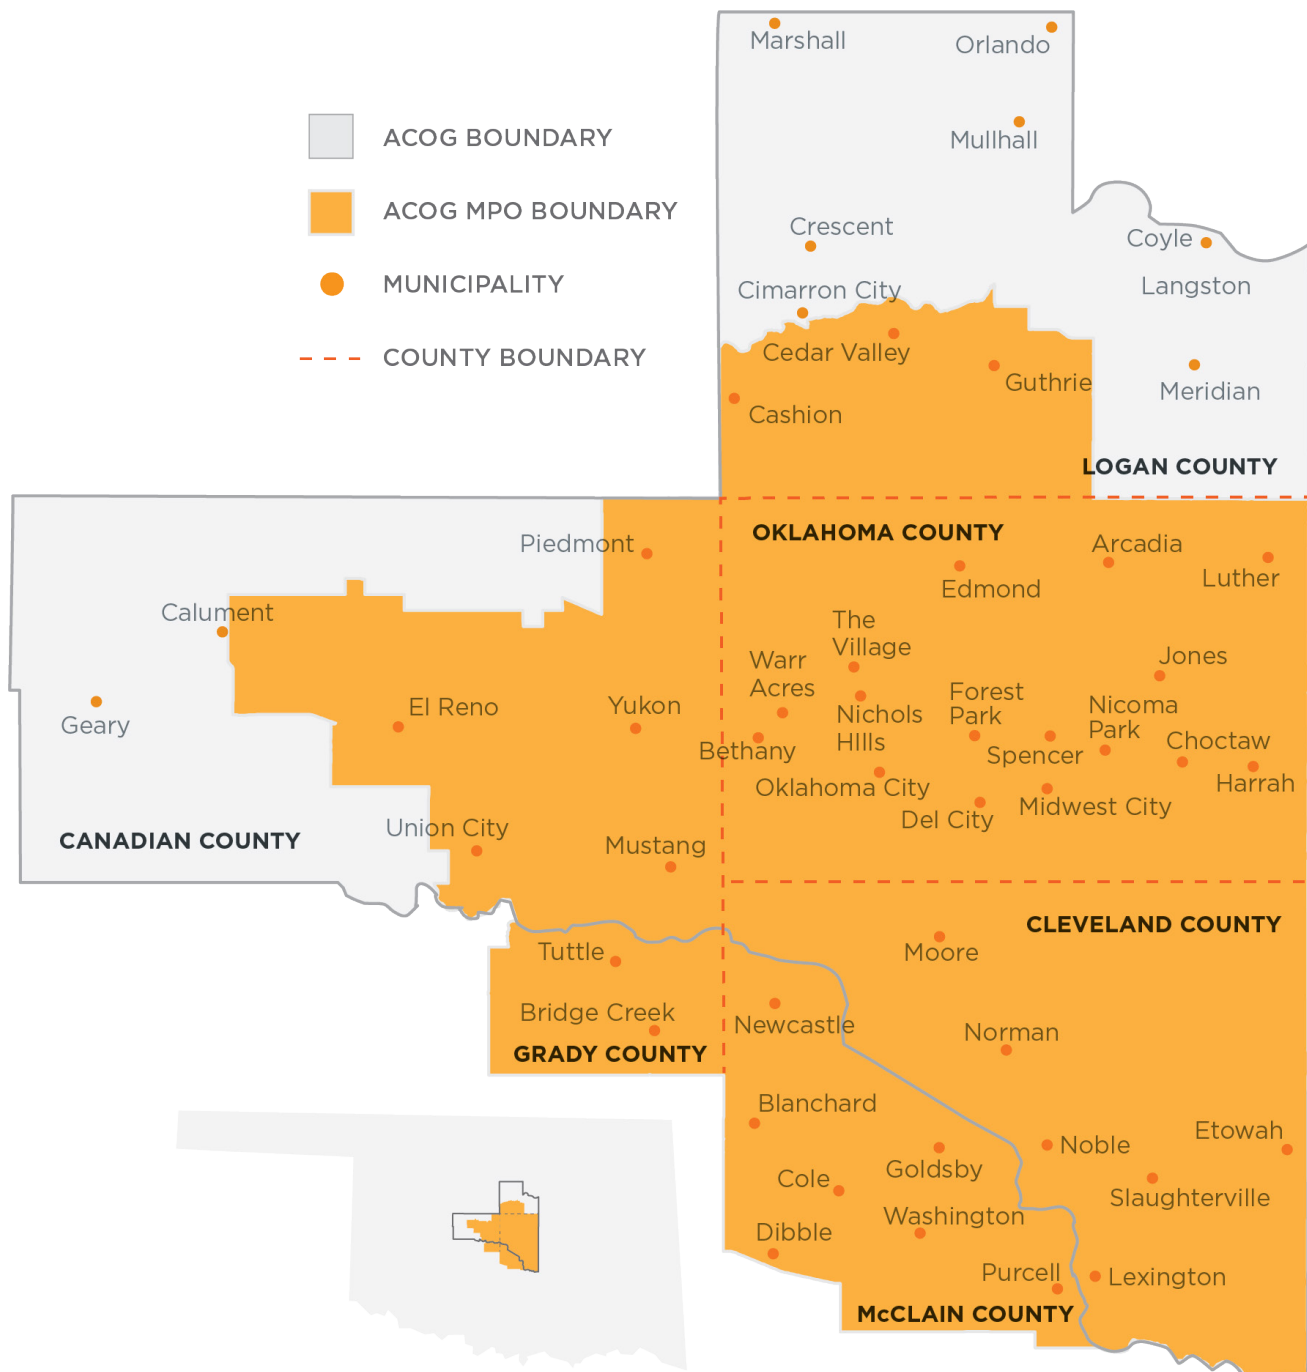 Marshall
Orlando
ACOG BOUNDARY
Mullhall
ACOG MPO BOUNDARY
Crescent
Coyle
MUNICIPALITY
Cimarron City
Langston
COUNTY BOUNDARY
Cedar Valley
Guthrie
Meridian
Cashion
LOGAN COUNTY
Piedmont
OKLAHOMA COUNTY
Arcadia
Luther
Edmond
Calument
The
Village
Warr
Acres
Jones
Geary
El Reno
Yukon
Nichols
HIlls
Forest
Park
Nicoma
Park
Bethany
Spencer
Choctaw
Oklahoma City
Harrah
Del City
Midwest City
CANADIAN COUNTY
Union City
Mustang
CLEVELAND COUNTY
Tuttle
Moore
Bridge Creek
Newcastle
Norman
GRADY COUNTY
Blanchard
Noble
Etowah
Goldsby
Cole
Slaughterville
Washington
Dibble
Purcell
Lexington
McCLAIN COUNTY